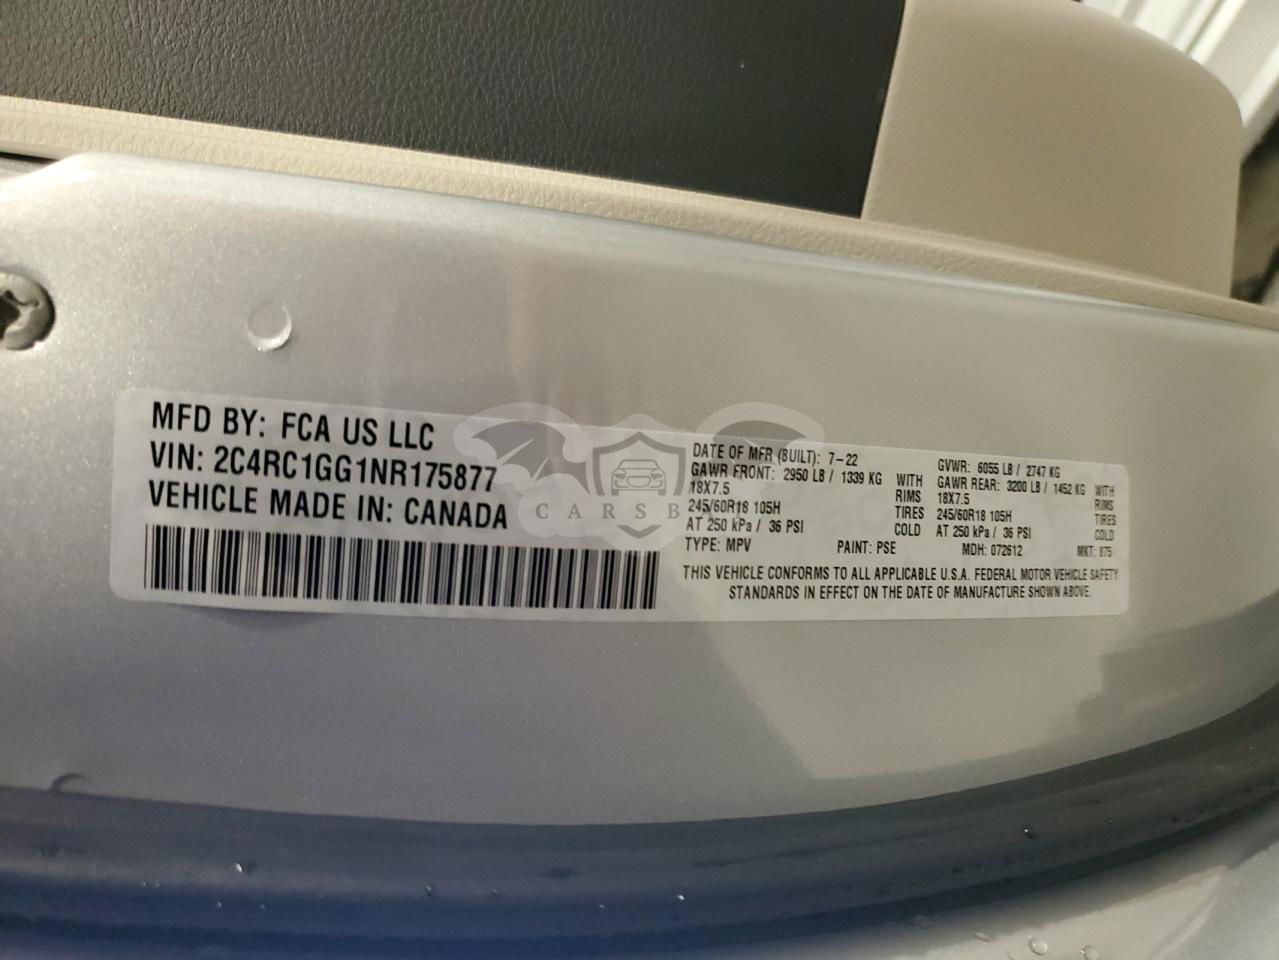 MFD BY: FCA US LLC
VIN: 2C4RC1GG1NR175877
VEHICLE MADE IN: CANADA
DATE OF MFR (BUILT): 7-22 GVWR: 6055 LB / 2747 KG
GAWR FRONT: 2950 LB / 1339 KG WITH GAWR REAR: 3200 LB / 1452 KG WITH
18X7.5 RIMS 18X7.5 RIMS
245/60R18 105H TIRES 245/60R18 105H TIRES
AT 250 kPa / 36 PSI COLD AT 250 kPa / 36 PSI COLD
TYPE: MPV PAINT: PSE MDH: 072612 MKT: 875
THIS VEHICLE CONFORMS TO ALL APPLICABLE U.S.A. FEDERAL MOTOR VEHICLE SAFETY
STANDARDS IN EFFECT ON THE DATE OF MANUFACTURE SHOWN ABOVE.